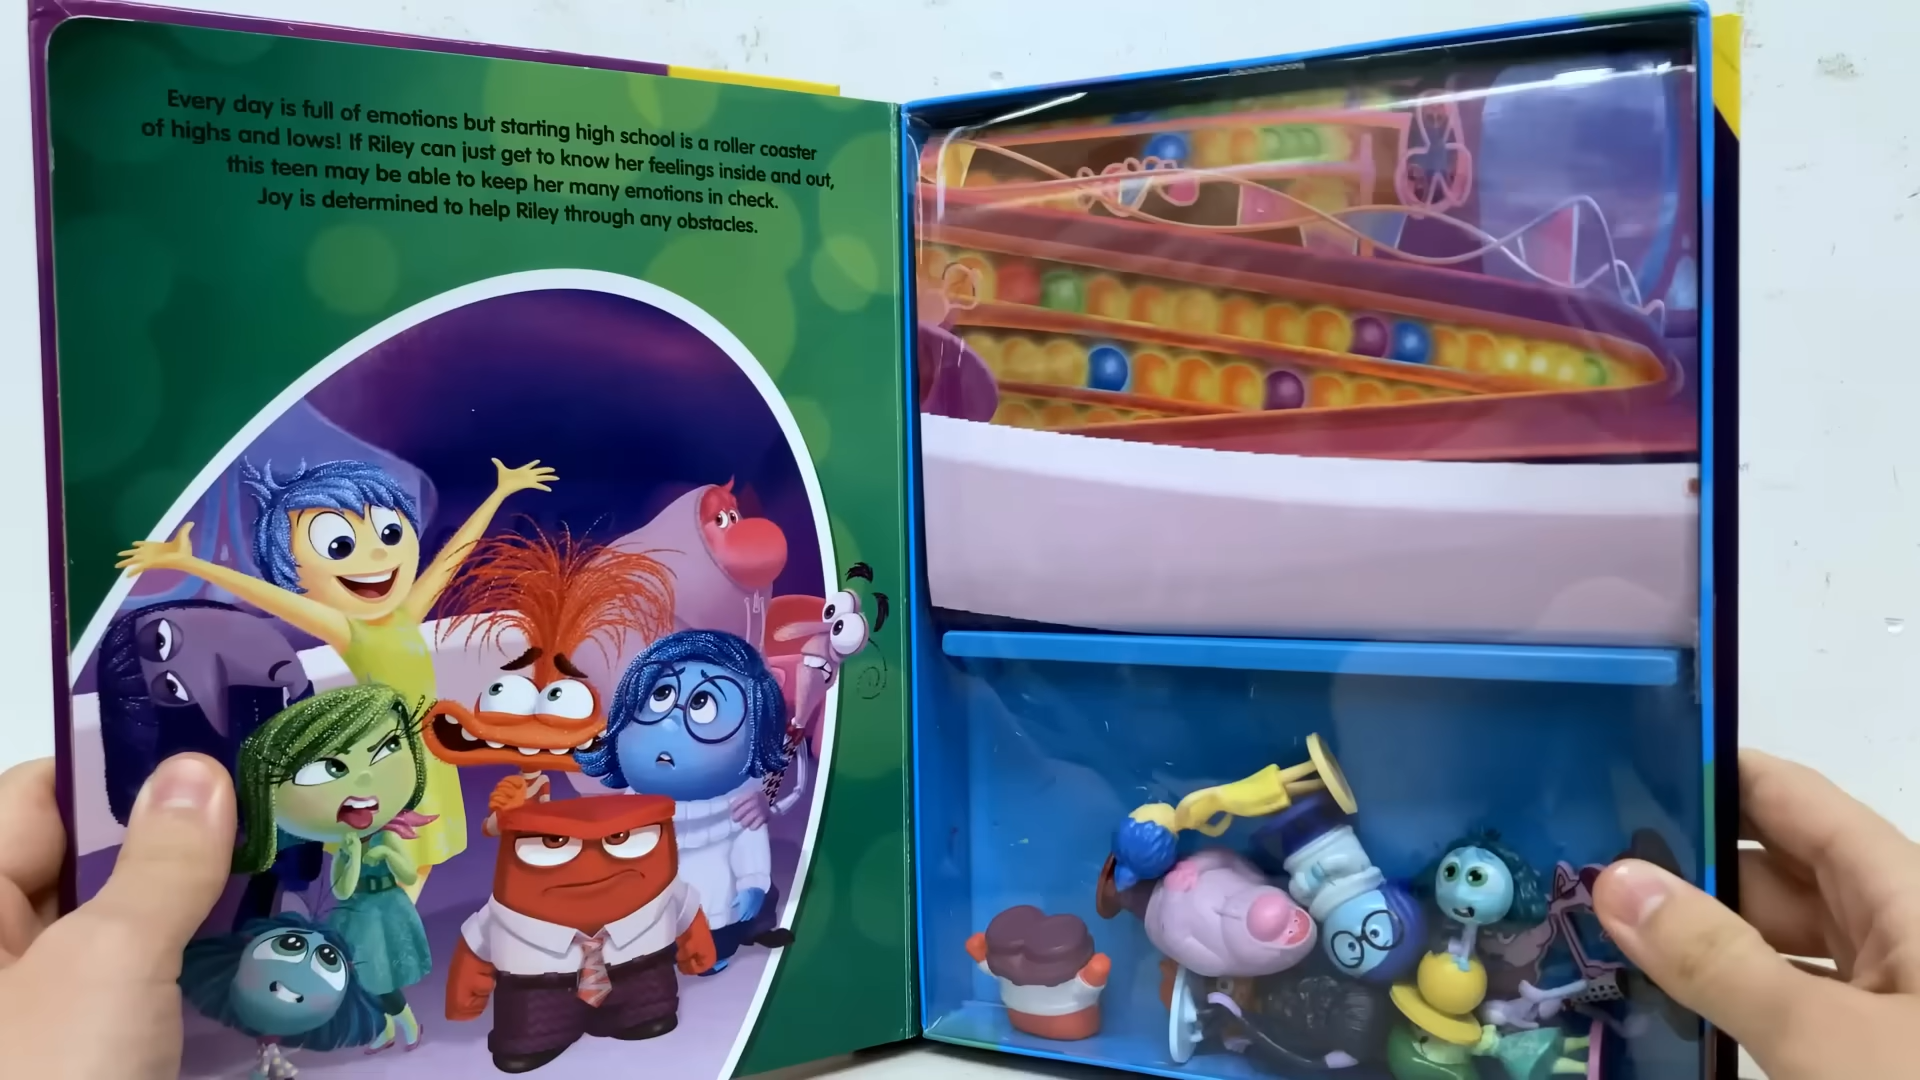 Every day is full of emotions but starting high school is a roller coaster
of highs and lows! If Riley can just get to know her feelings inside and out,
this teen may be able to keep her many emotions in check.
Joy is determined to help Riley through any obstacles.